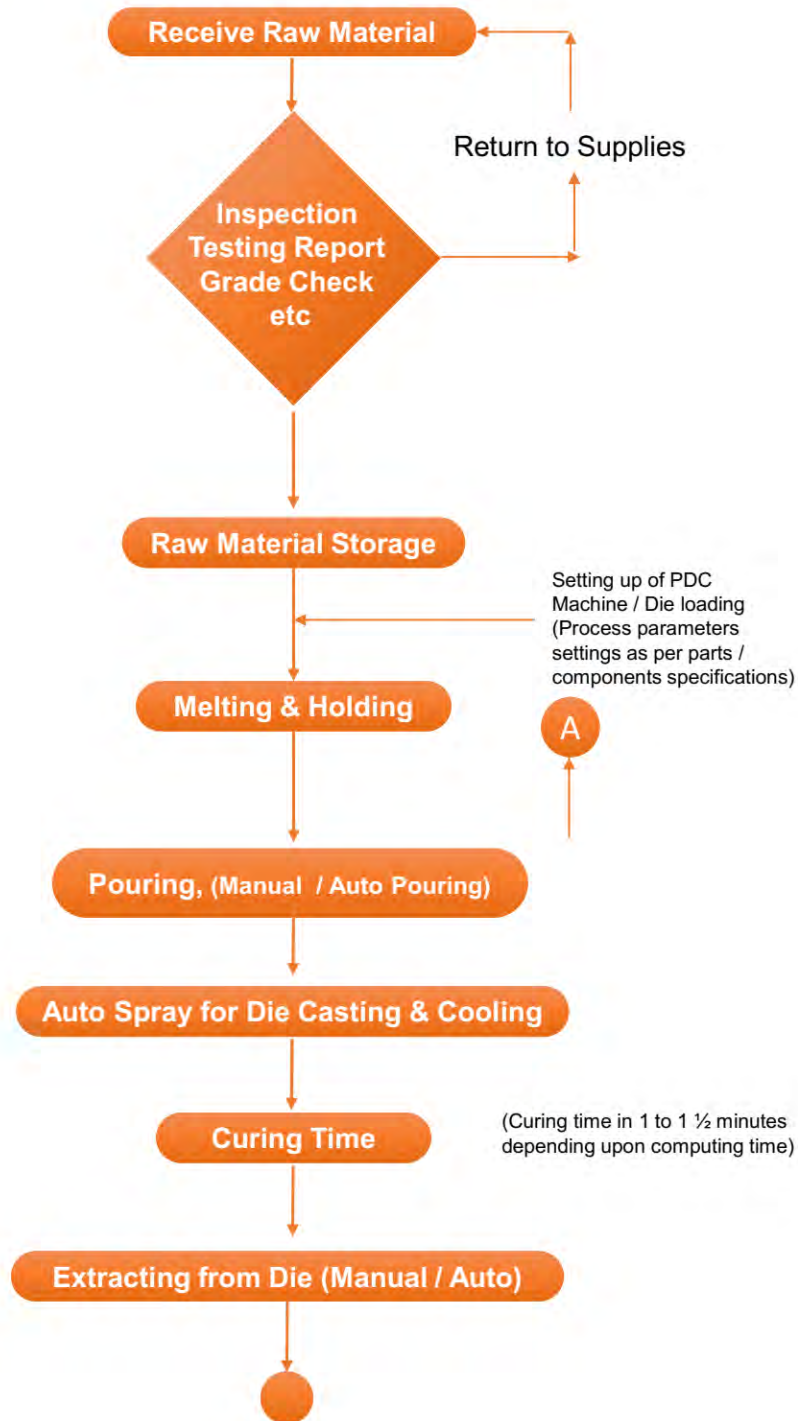 Receive Raw Material
Return to Supplies
Inspection
Testing Report
Grade Check
etc
Raw Material Storage
Setting up of PDC
Machine / Die loading
(Process parameters
settings as per parts /
components specifications)
Melting & Holding
A
Pouring, (Manual / Auto Pouring)
Auto Spray for Die Casting & Cooling
Curing Time
(Curing time in 1 to 1 ½ minutes
depending upon computing time)
Extracting from Die (Manual / Auto)